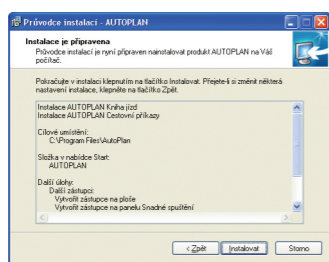 Průvodce instalací - AUTOPLAN
Instalace je připravena
Průvodce instalací je nyní připraven nainstalovat produkt AUTOPLAN na Váš
počítač.
Pokračujte v instalaci klepnutím na tlačítko Instalovat. Přejete-li si změnit některá
nastavení instalace, klepněte na tlačítko Zpět.
Instalace AUTOPLAN Kniha jízd
Instalace AUTOPLAN Cestovní příkazy
Cílové umístění:
C:\Program Files\AutoPlan
Složka v nabídce Start:
AUTOPLAN
Další úlohy:
Další zástupci:
Vytvořit zástupce na ploše
Vytvořit zástupce na panelu Snadné spuštění
< Zpět
Instalovat
Storno